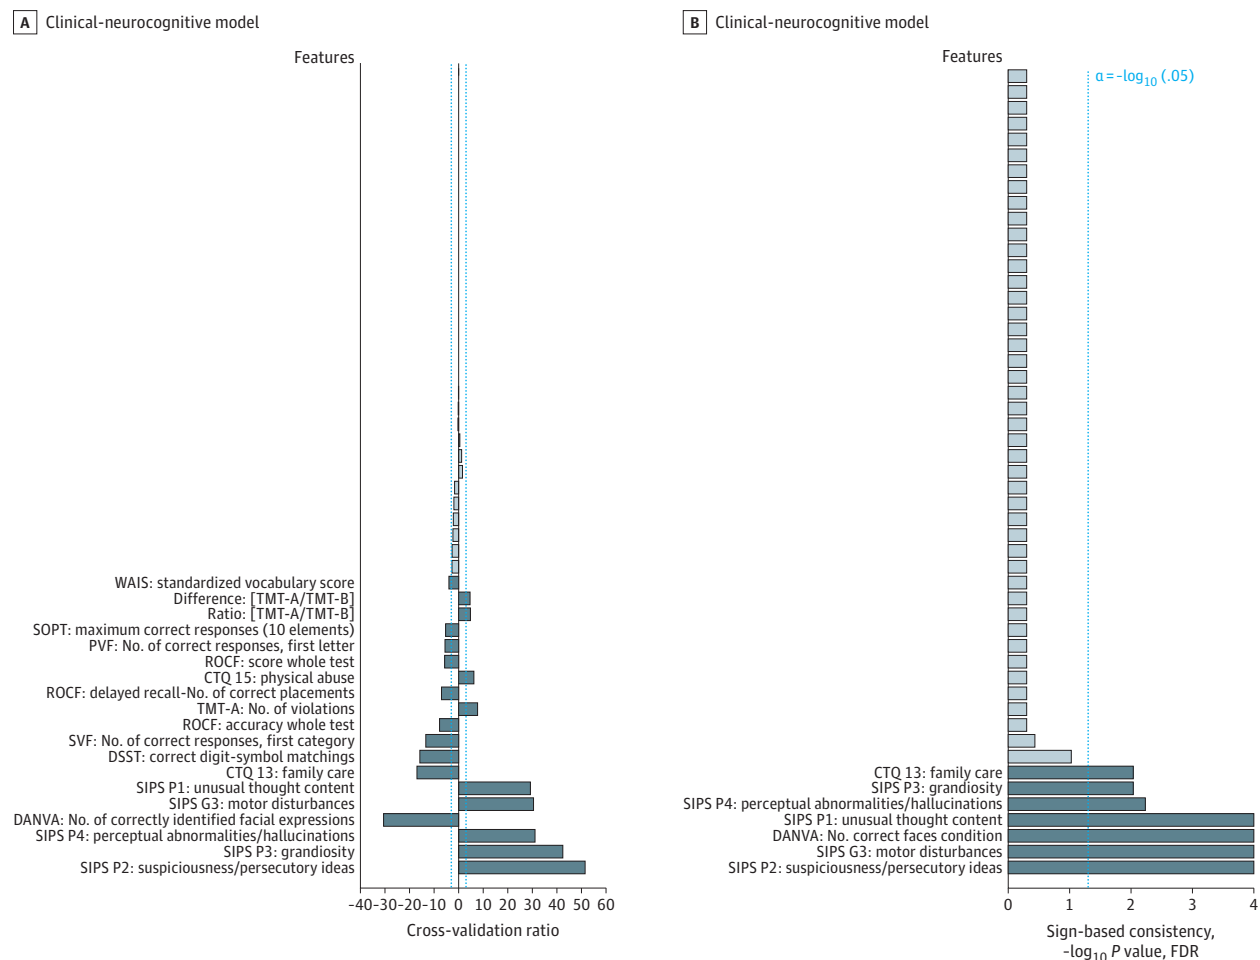 A Clinical-neurocognitive model
Features
WAIS: standardized vocabulary score
Difference: [TMT-A/TMT-B]
Ratio: [TMT-A/TMT-B]
SOPT: maximum correct responses (10 elements)
PVF: No. of correct responses, first letter
ROCF: score whole test
CTQ 15: physical abuse
ROCF: delayed recall-No. of correct placements
TMT-A: No. of violations
ROCF: accuracy whole test
SVF: No. of correct responses, first category
DSST: correct digit-symbol matchings
CTQ 13: family care
SIPS P1: unusual thought content
SIPS G3: motor disturbances
DANVA: No. of correctly identified facial expressions
SIPS P4: perceptual abnormalities/hallucinations
SIPS P3: grandiosity
SIPS P2: suspiciousness/persecutory ideas
-40 -30 -20 -10 0 10 20 30 40 50 60
Cross-validation ratio
B Clinical-neurocognitive model
Features
α = -log10 (.05)
CTQ 13: family care
SIPS P3: grandiosity
SIPS P4: perceptual abnormalities/hallucinations
SIPS P1: unusual thought content
DANVA: No. correct faces condition
SIPS G3: motor disturbances
SIPS P2: suspiciousness/persecutory ideas
0 1 2 3 4
Sign-based consistency,
-log10 P value, FDR